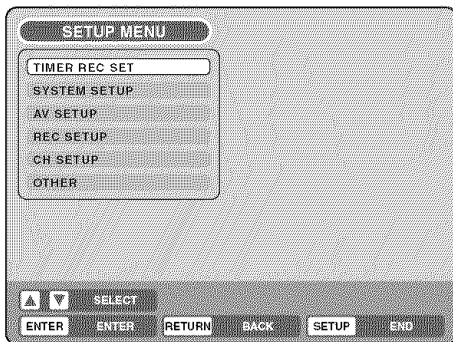 SETUP MENU
TIMER REC SET
SYSTEM SETUP
AV SETUP
REC SETUP
CH SETUP
OTHER
SELECT
ENTER ENTER RETURN BACK SETUP END